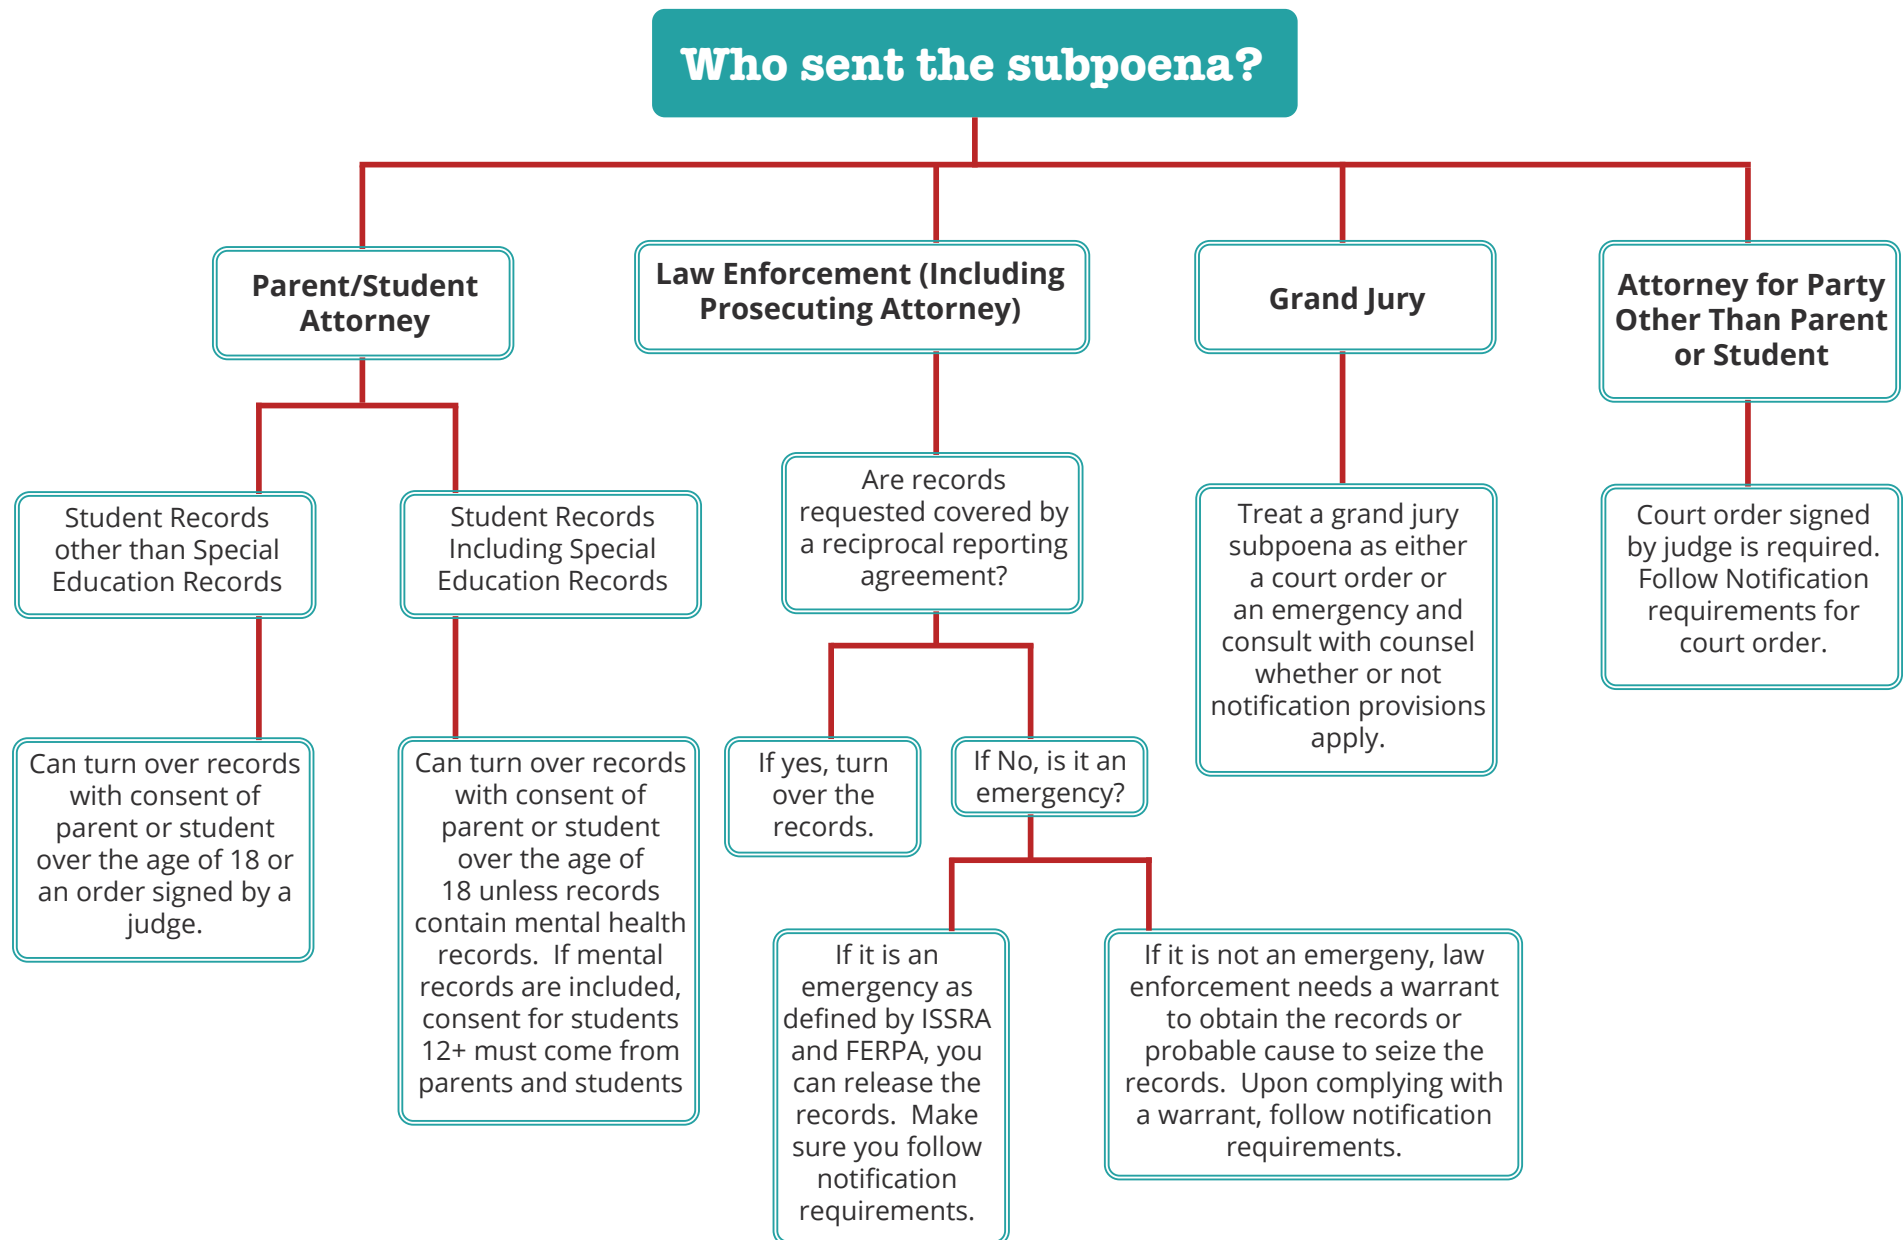 Who sent the subpoena?
Parent/Student
Attorney
Law Enforcement (Including
Prosecuting Attorney)
Grand Jury
Attorney for Party
Other Than Parent
or Student
Student Records
other than Special
Education Records
Student Records
Including Special
Education Records
Are records
requested covered by
a reciprocal reporting
agreement?
Treat a grand jury
subpoena as either
a court order or
an emergency and
consult with counsel
whether or not
notification provisions
apply.
Court order signed
by judge is required.
Follow Notification
requirements for
court order.
Can turn over records
with consent of
parent or student
over the age of 18 or
an order signed by a
judge.
Can turn over records
with consent of
parent or student
over the age of
18 unless records
contain mental health
records.  If mental
records are included,
consent for students
12+ must come from
parents and students
If yes, turn
over the
records.
If No, is it an
emergency?
If it is an
emergency as
defined by ISSRA
and FERPA, you
can release the
records.  Make
sure you follow
notification
requirements.
If it is not an emergeny, law
enforcement needs a warrant
to obtain the records or
probable cause to seize the
records.  Upon complying with
a warrant, follow notification
requirements.